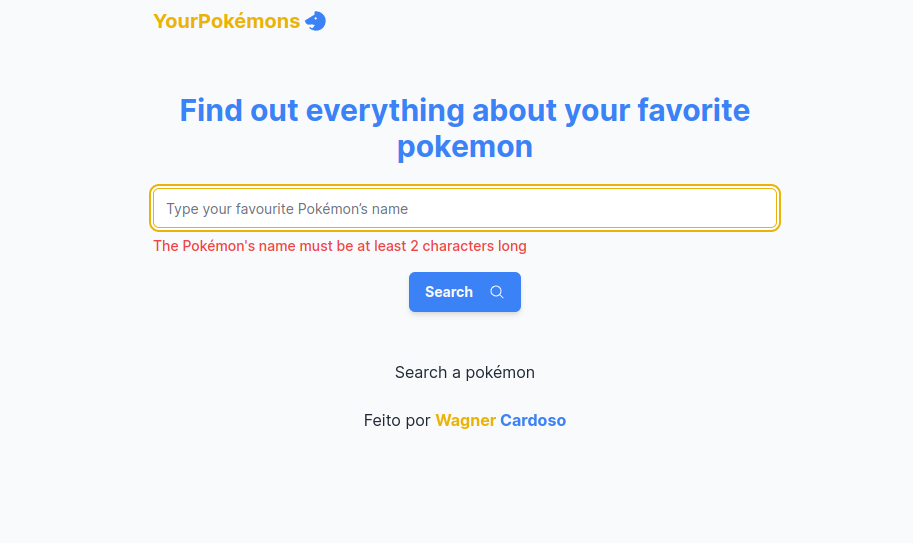 YourPokémons
Find out everything about your favorite
pokemon
Type your favourite Pokémon’s name
The Pokémon's name must be at least 2 characters long
Search
Search a pokémon
Feito por Wagner Cardoso